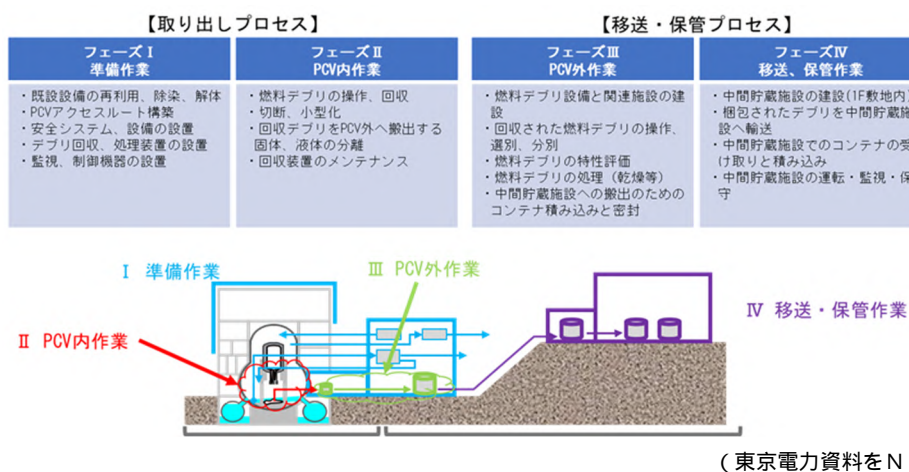 【取り出しプロセス】
【移送・保管プロセス】
フェーズⅠ
準備作業
・既設設備の再利用、除染、解体
・PCVアクセスルート構築
・安全システム、設備の設置
・デブリ回収、処理装置の設置
・監視、制御機器の設置
フェーズⅡ
PCV内作業
・燃料デブリの操作、回収
・切断、小型化
・回収デブリをPCV外へ搬出する
固体、液体の分離
・回収装置のメンテナンス
フェーズⅢ
PCV外作業
・燃料デブリ設備と関連施設の建
設
・回収された燃料デブリの操作、
選別、分別
・燃料デブリの特性評価
・燃料デブリの処理（乾燥等）
・中間貯蔵施設への搬出のための
コンテナ積み込みと密封
フェーズⅣ
移送、保管作業
・中間貯蔵施設の建設(1F敷地内)
・梱包されたデブリを中間貯蔵施
設へ輸送
・中間貯蔵施設でのコンテナの受
け取りと積み込み
・中間貯蔵施設の運転・監視・保
守
Ⅰ 準備作業
Ⅲ PCV外作業
Ⅱ PCV内作業
Ⅳ 移送・保管作業
(東京電力資料をN